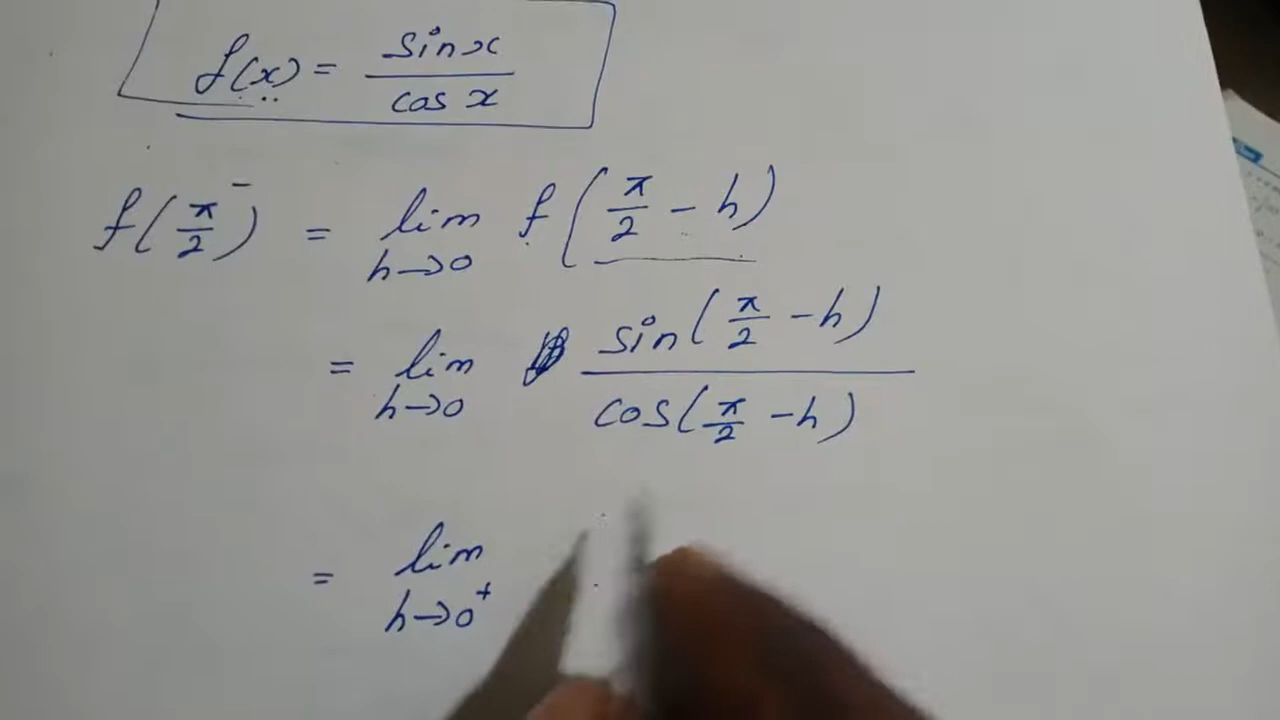 f(x) = sin x / cos x
f(π/2⁻) = lim h→0 f(π/2 - h)
= lim h→0 sin(π/2 - h) / cos(π/2 - h)
= lim h→0⁺